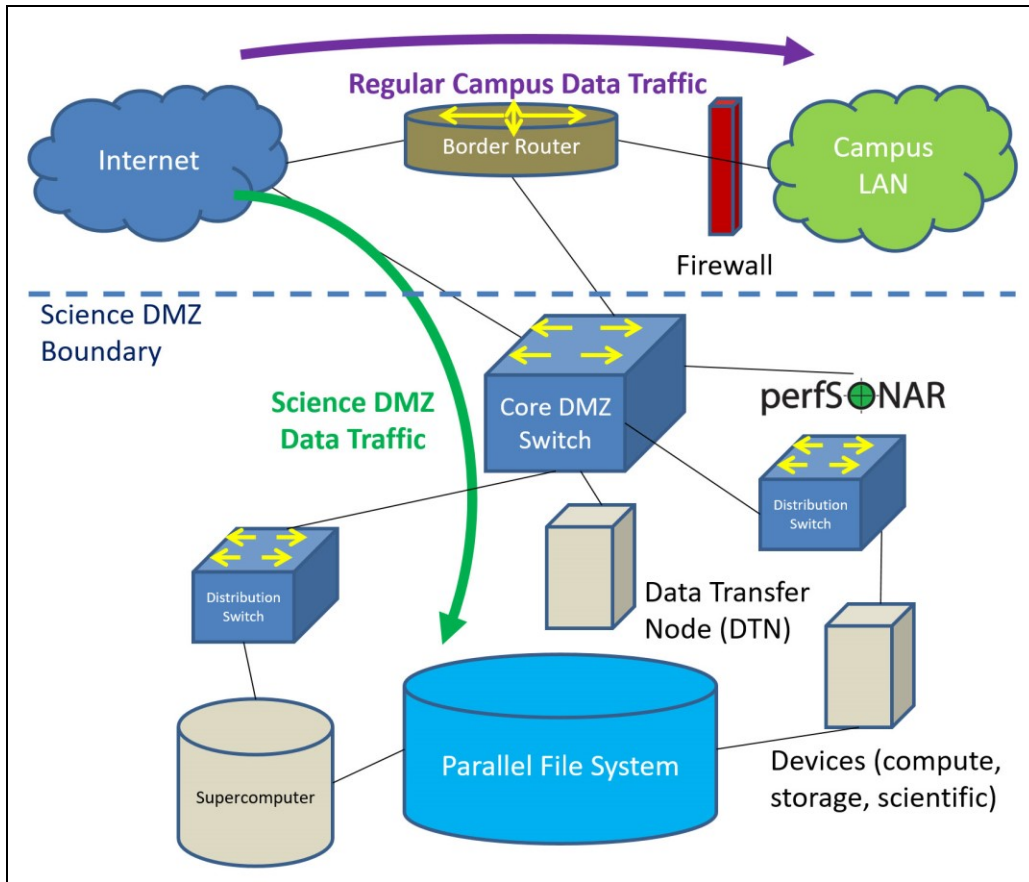 Regular Campus Data Traffic
Internet
Border Router
Campus
LAN
Firewall
Science DMZ
Boundary
Science DMZ
Data Traffic
Core DMZ
Switch
perfSONAR
Distribution
Switch
Distribution
Switch
Data Transfer
Node (DTN)
Parallel File System
Supercomputer
Devices (compute,
storage, scientific)